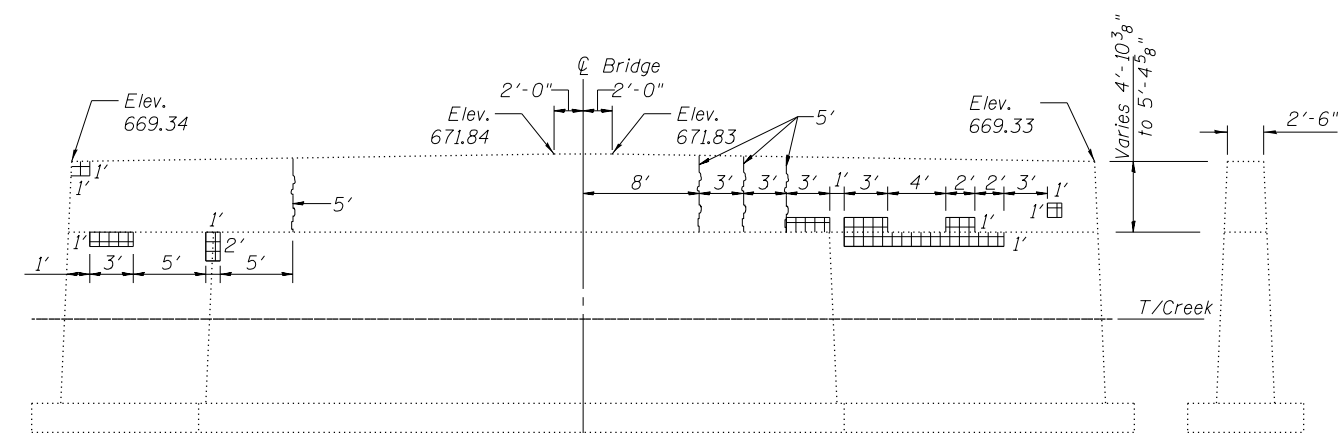 ℄ Bridge
2'-0" 2'-0"
Elev.
669.34
Elev.
671.84
Elev.
671.83
5'
Elev.
669.33
Varies 4'-10 3/8"
to 5'-4 5/8"
2'-6"
1'
1'
5'
8' 3' 3' 3' 1' 3' 4' 2' 2' 3' 1'
1'
1'
1'
1'
1'
2'
1' 3' 5' 5'
T/Creek